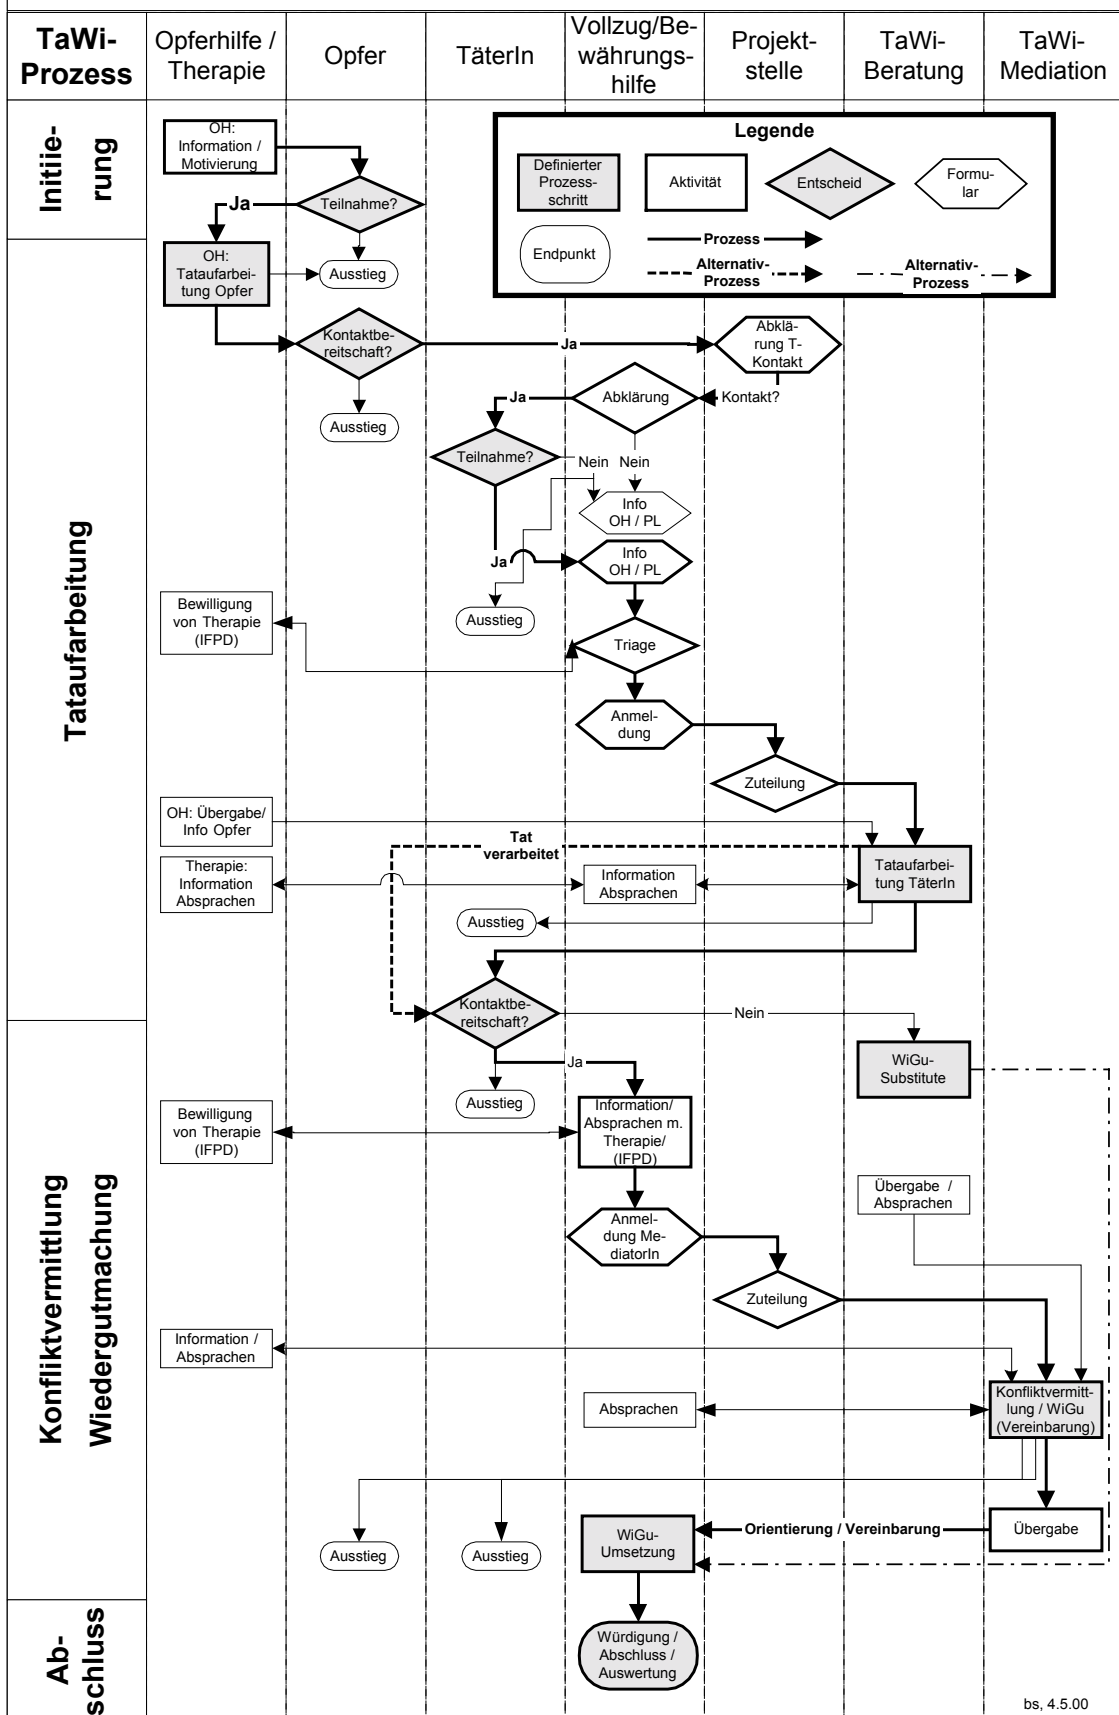 TaWi-
Prozess
Opferhilfe /
Therapie
Opfer
TäterIn
Vollzug/Be-
währungs-
hilfe
Projekt-
stelle
TaWi-
Beratung
TaWi-
Mediation
Initiie-
rung
OH:
Information /
Motivierung
Teilnahme?
Ja
OH:
Tataufarbei-
tung Opfer
Ausstieg
Legende
Definierter
Prozess-
schritt
Aktivität
Entscheid
Formu-
lar
Endpunkt
Prozess
Alternativ-
Prozess
Alternativ-
Prozess
Tataufarbeitung
Kontaktbe-
reitschaft?
Ja
Abklä-
rung T-
Kontakt
Ausstieg
Kontakt?
Abklärung
Ja
Teilnahme?
Nein
Nein
Info
OH / PL
Ja
Info
OH / PL
Ausstieg
Bewilligung
von Therapie
(IFPD)
Triage
Anmel-
dung
Zuteilung
OH: Übergabe/
Info Opfer
Tat
verarbeitet
Therapie:
Information
Absprachen
Information
Absprachen
Tataufarbei-
tung TäterIn
Ausstieg
Kontaktbe-
reitschaft?
Nein
Konfliktvermittlung
Wiedergutmachung
WiGu-
Substitute
Ja
Ausstieg
Bewilligung
von Therapie
(IFPD)
Information/
Absprachen m.
Therapie/
(IFPD)
Übergabe /
Absprachen
Anmel-
dung Me-
diatorIn
Zuteilung
Information /
Absprachen
Absprachen
Konfliktvermitt-
lung / WiGu
(Vereinbarung)
Ausstieg
Ausstieg
WiGu-
Umsetzung
Orientierung / Vereinbarung
Übergabe
Ab-
schluss
Würdigung /
Abschluss /
Auswertung
bs, 4.5.00